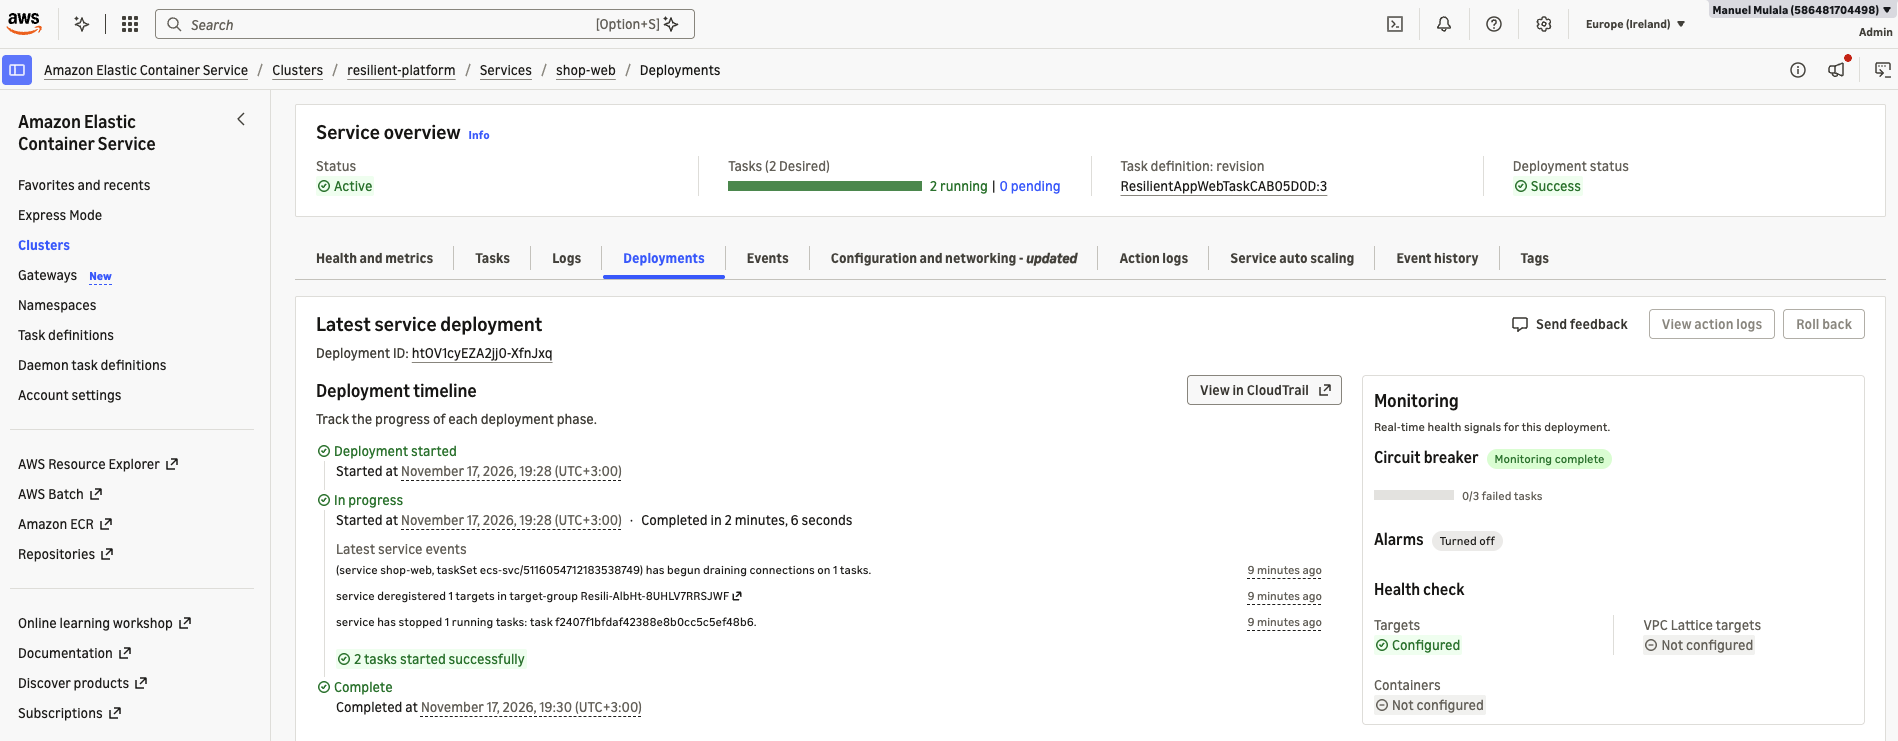 aws
Search
[Option+S]
Europe (Ireland)
Manuel Mulala (586481704498)
Admin
Amazon Elastic Container Service / Clusters / resilient-platform / Services / shop-web / Deployments
Amazon Elastic
Container Service
Favorites and recents
Express Mode
Clusters
Gateways New
Namespaces
Task definitions
Daemon task definitions
Account settings
AWS Resource Explorer
AWS Batch
Amazon ECR
Repositories
Online learning workshop
Documentation
Discover products
Subscriptions
Service overview Info
Status
Active
Tasks (2 Desired)
2 running | 0 pending
Task definition: revision
ResilientAppWebTaskCAB05D0D:3
Deployment status
Success
Health and metrics
Tasks
Logs
Deployments
Events
Configuration and networking - updated
Action logs
Service auto scaling
Event history
Tags
Latest service deployment
Send feedback
View action logs
Roll back
Deployment ID: htOV1cyEZA2jj0-XfnJxq
Deployment timeline
View in CloudTrail
Track the progress of each deployment phase.
Deployment started
Started at November 17, 2026, 19:28 (UTC+3:00)
In progress
Started at November 17, 2026, 19:28 (UTC+3:00) · Completed in 2 minutes, 6 seconds
Latest service events
(service shop-web, taskSet ecs-svc/5116054712183538749) has begun draining connections on 1 tasks. 9 minutes ago
service deregistered 1 targets in target-group Resili-AlbHt-8UHLV7RRSJWF 9 minutes ago
service has stopped 1 running tasks: task f2407f1bfdaf42388e8b0cc5c5ef48b6. 9 minutes ago
2 tasks started successfully
Complete
Completed at November 17, 2026, 19:30 (UTC+3:00)
Monitoring
Real-time health signals for this deployment.
Circuit breaker Monitoring complete
0/3 failed tasks
Alarms Turned off
Health check
Targets
Configured
VPC Lattice targets
Not configured
Containers
Not configured